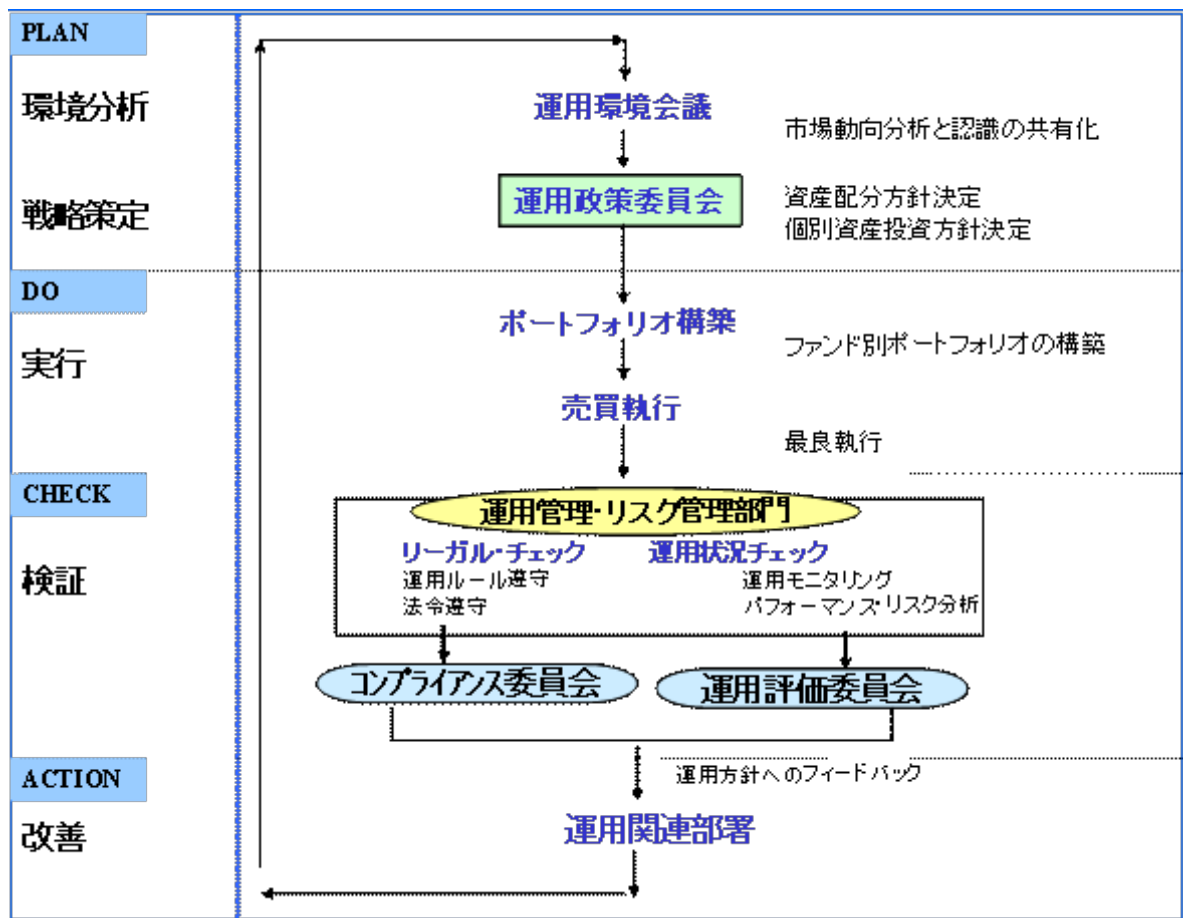 PLAN
環境分析
運用環境会議
市場動向分析と認識の共有化
戦略策定
運用政策委員会
資産配分方針決定
個別資産投資方針決定
DO
実行
ポートフォリオ構築
ファンド別ポートフォリオの構築
売買執行
最良執行
CHECK
検証
運用管理・リスク管理部門
リーガル・チェック
運用ルール遵守
法令遵守
運用状況チェック
運用モニタリング
パフォーマンス・リスク分析
コンプライアンス委員会
運用評価委員会
ACTION
改善
運用方針へのフィードバック
運用関連部署